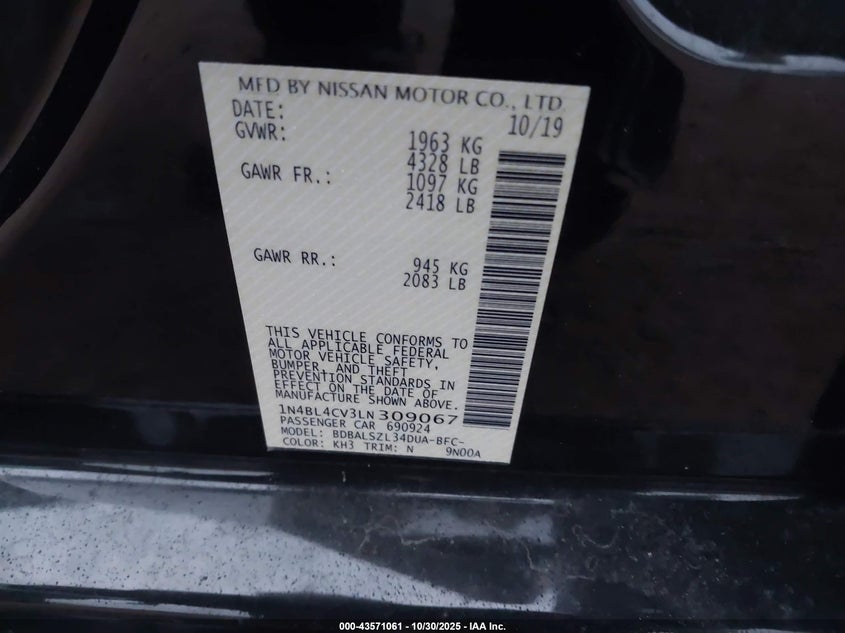 MFD BY NISSAN MOTOR CO., LTD
DATE: 10/19
GVWR: 1963 KG
4328 LB
GAWR FR.: 1097 KG
2418 LB
GAWR RR.: 945 KG
2083 LB
THIS VEHICLE CONFORMS TO
ALL APPLICABLE FEDERAL
MOTOR VEHICLE SAFETY,
BUMPER, AND THEFT
PREVENTION STANDARDS IN
EFFECT ON THE DATE OF
MANUFACTURE SHOWN ABOVE.
1N4BL4CV3LN309067
PASSENGER CAR 690924
MODEL: BDBALSZL34DUA-BFC-
COLOR: KH3 TRIM: N 9N00A
000-43571061 - 10/30/2025 - IAA Inc.